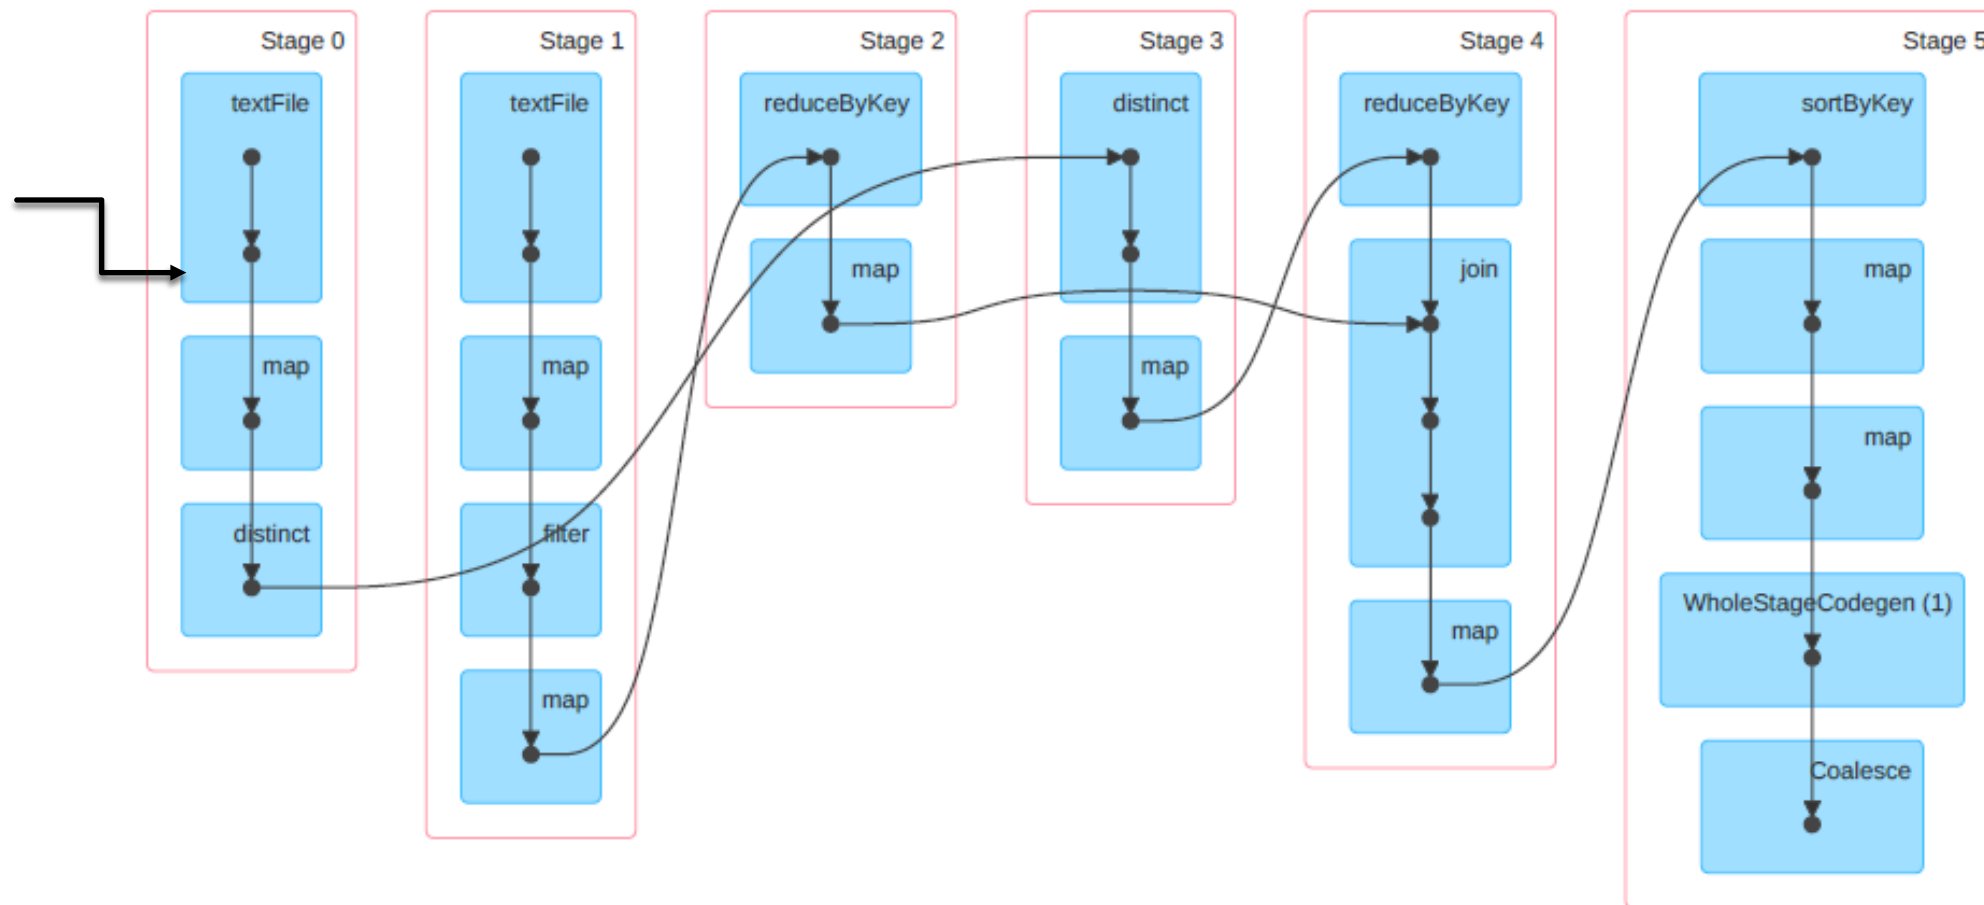 Stage 0
textFile
map
distinct
Stage 1
textFile
map
filter
map
Stage 2
reduceByKey
map
Stage 3
distinct
map
Stage 4
reduceByKey
join
map
Stage 5
sortByKey
map
map
WholeStageCodegen (1)
Coalesce